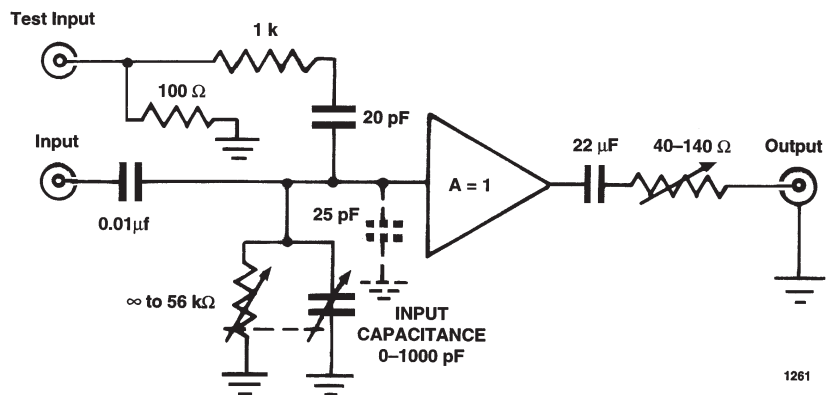 Test Input
1 k
100 Ω
20 pF
Input
0.01μf
25 pF
A = 1
22 μF
40–140 Ω
Output
∞ to 56 kΩ
INPUT
CAPACITANCE
0–1000 pF
1261